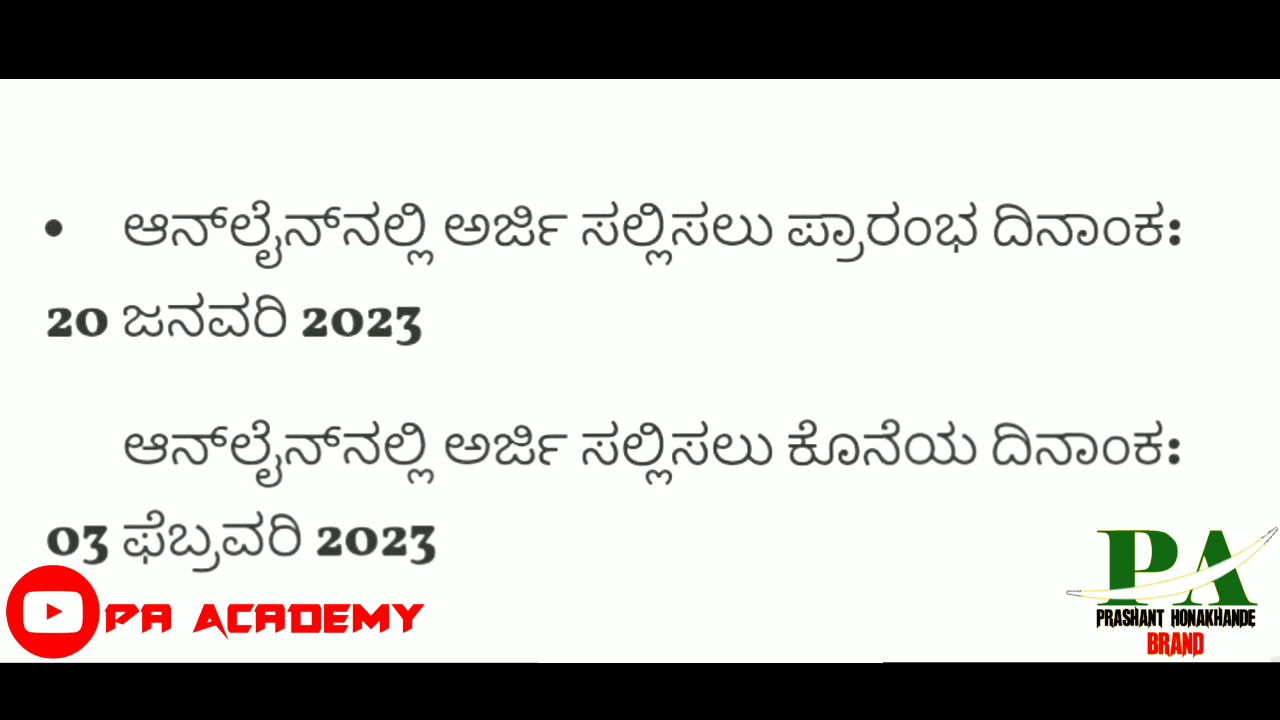 • ಆನ್‌ಲೈನ್‌ನಲ್ಲಿ ಅರ್ಜಿ ಸಲ್ಲಿಸಲು ಪ್ರಾರಂಭ ದಿನಾಂಕ:
20 ಜನವರಿ 2023
ಆನ್‌ಲೈನ್‌ನಲ್ಲಿ ಅರ್ಜಿ ಸಲ್ಲಿಸಲು ಕೊನೆಯ ದಿನಾಂಕ:
03 ಫೆಬ್ರವರಿ 2023
PA ACADEMY
PA
PRASHANT HONAKHANDE
BRAND